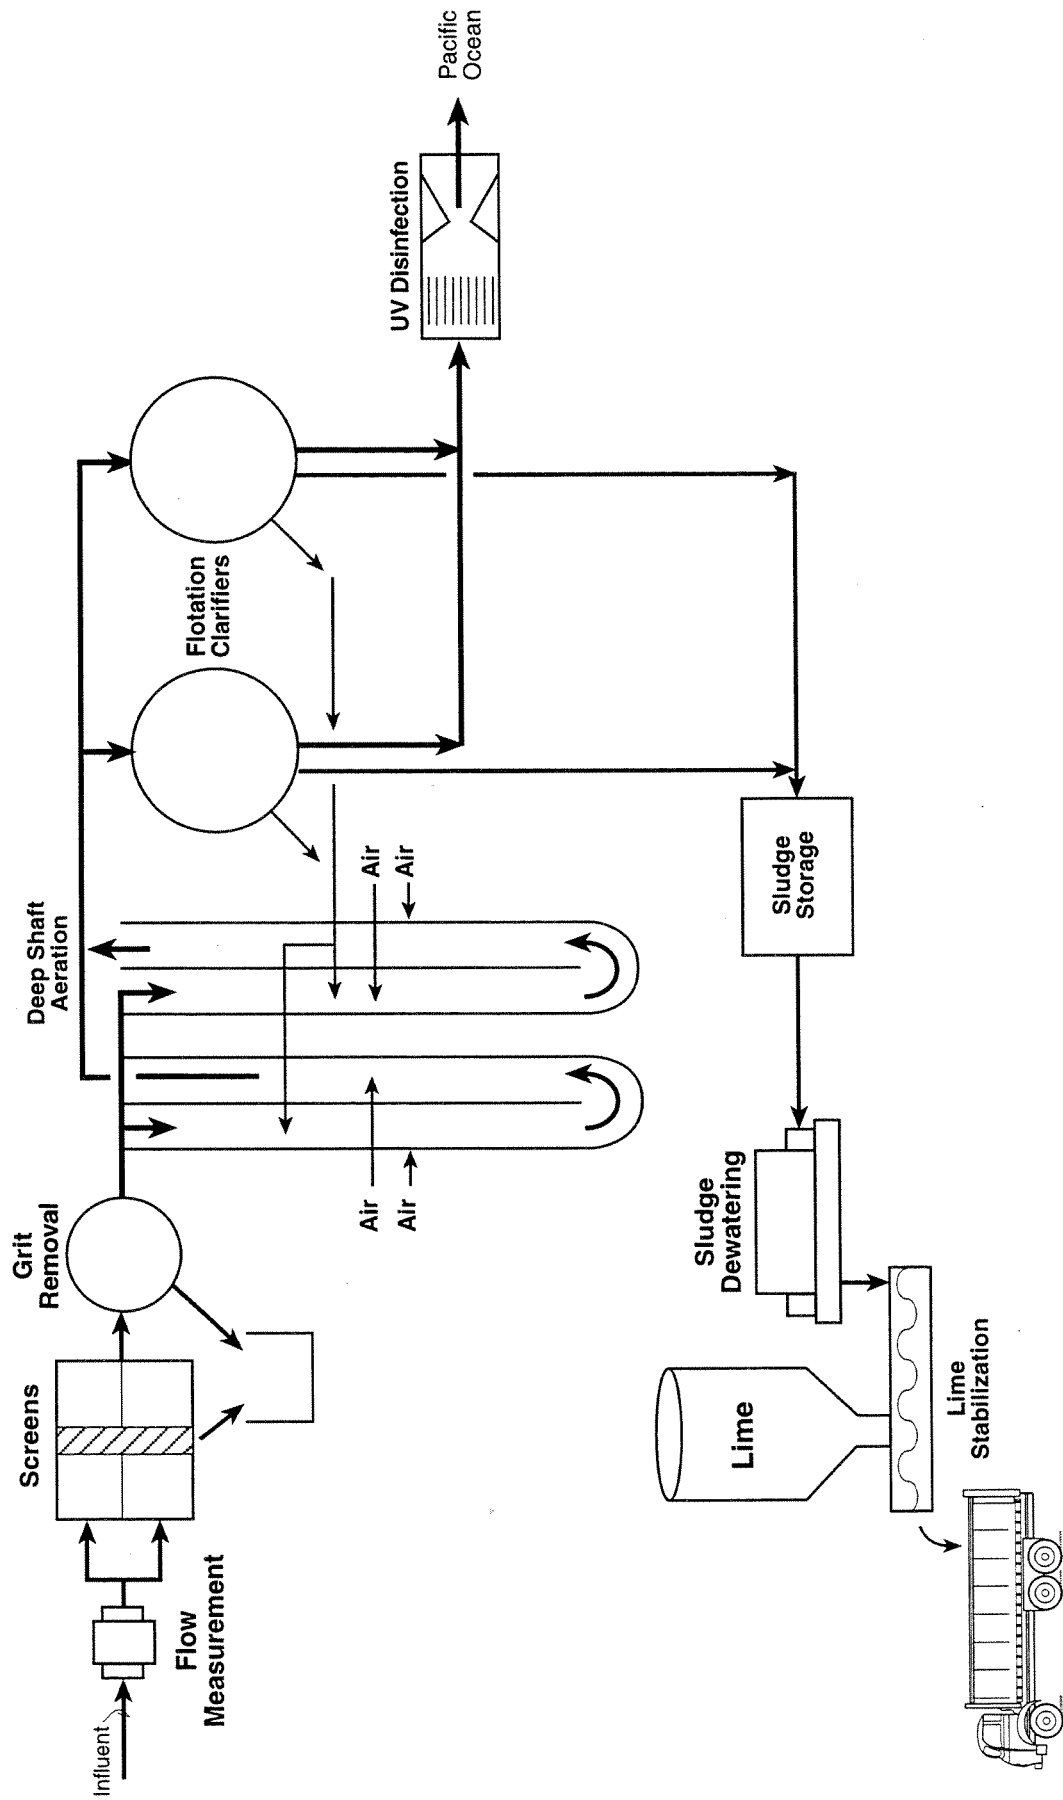 Influent
Flow
Measurement
Screens
Grit
Removal
Deep Shaft
Aeration
Air
Air
Air
Air
Flotation
Clarifiers
UV Disinfection
Pacific
Ocean
Sludge
Storage
Sludge
Dewatering
Lime
Lime
Stabilization